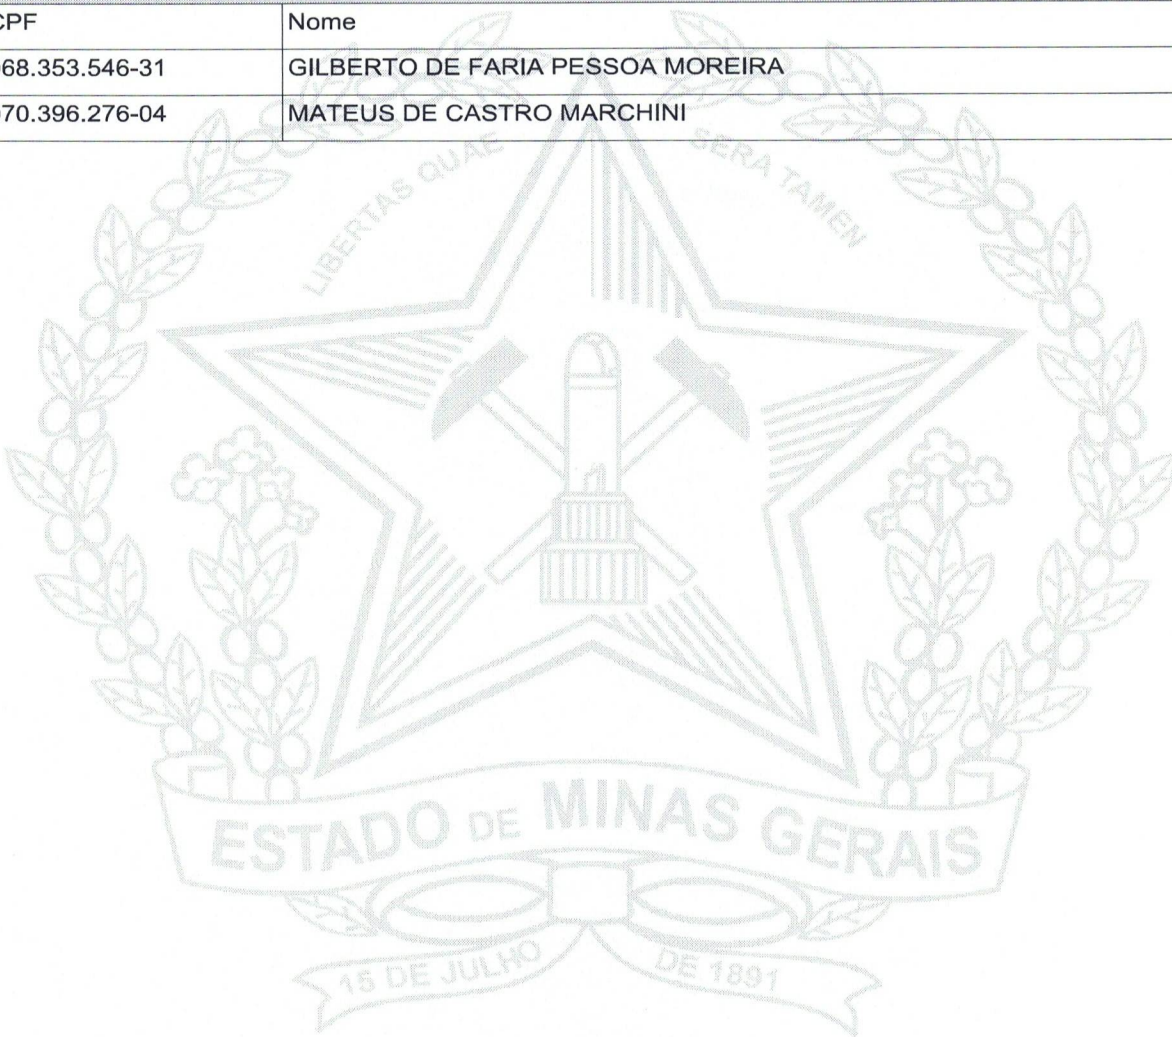 CPF Nome
68.353.546-31 GILBERTO DE FARIA PESSOA MOREIRA
70.396.276-04 MATEUS DE CASTRO MARCHINI
LIBERTAS QUAE SERA TAMEN
ESTADO DE MINAS GERAIS
15 DE JULHO DE 1891